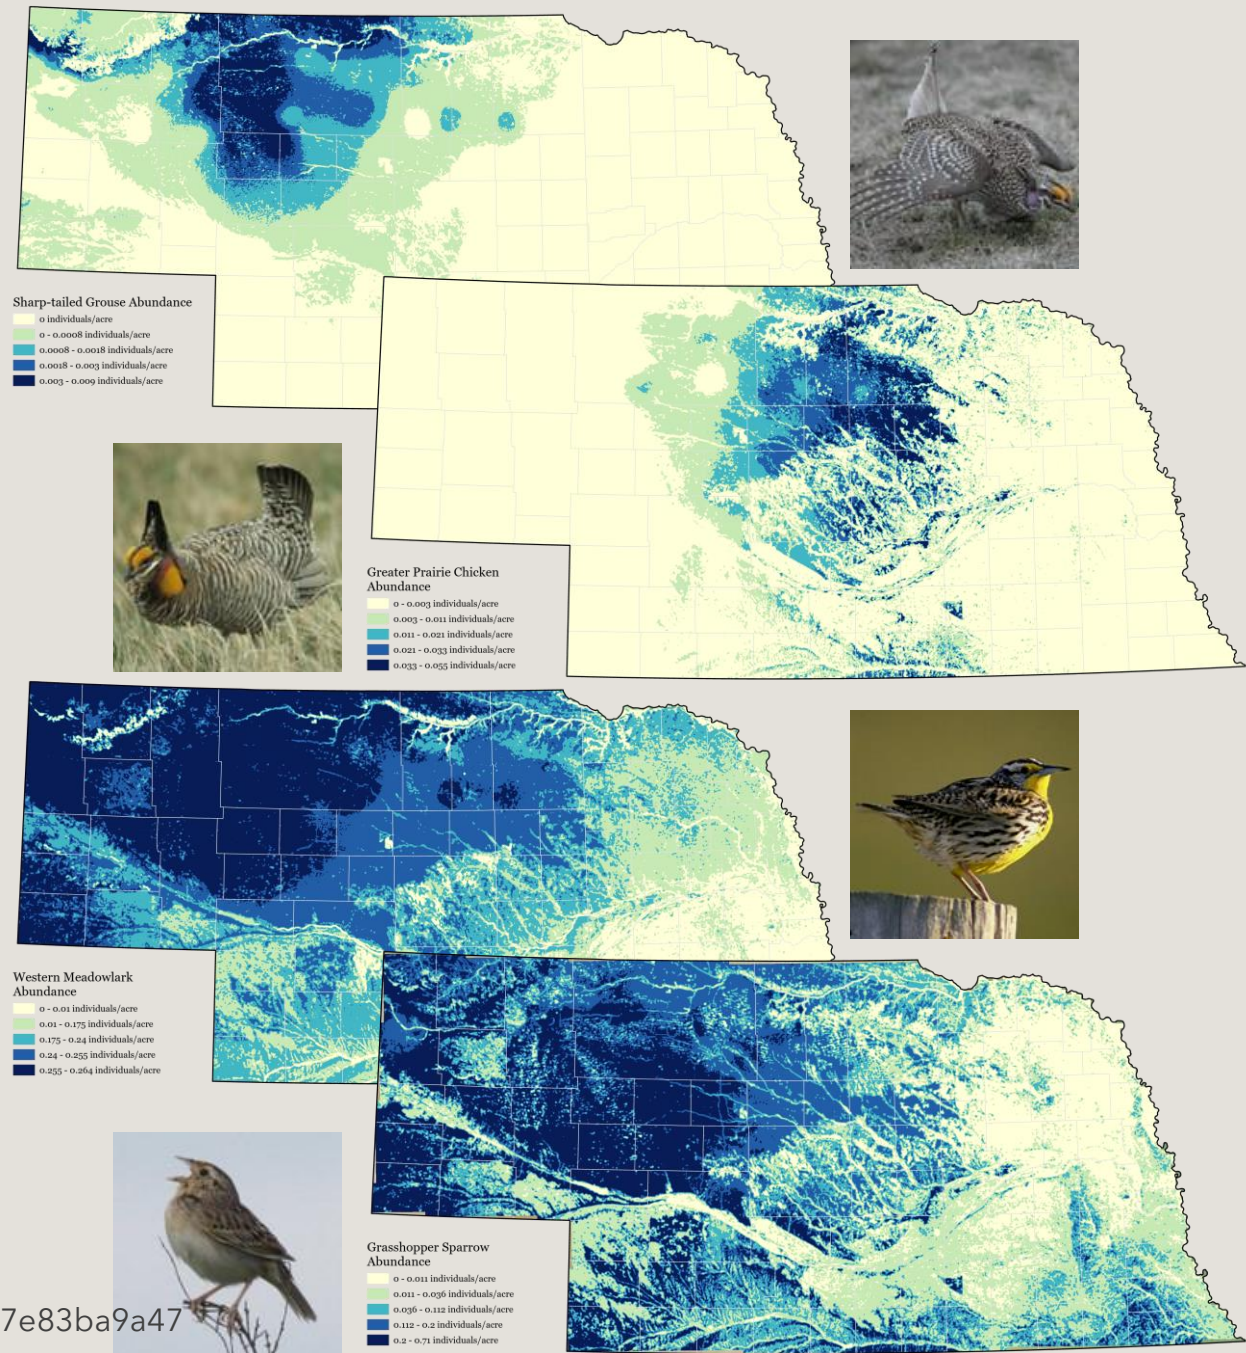 Sharp-tailed Grouse Abundance
0 individuals/acre
0 - 0.0008 individuals/acre
0.0008 - 0.0018 individuals/acre
0.0018 - 0.003 individuals/acre
0.003 - 0.009 individuals/acre
Greater Prairie Chicken
Abundance
0 - 0.003 individuals/acre
0.003 - 0.011 individuals/acre
0.011 - 0.021 individuals/acre
0.021 - 0.033 individuals/acre
0.033 - 0.055 individuals/acre
Western Meadowlark
Abundance
0 - 0.01 individuals/acre
0.01 - 0.175 individuals/acre
0.175 - 0.24 individuals/acre
0.24 - 0.255 individuals/acre
0.255 - 0.264 individuals/acre
Grasshopper Sparrow
Abundance
0 - 0.011 individuals/acre
0.011 - 0.036 individuals/acre
0.036 - 0.112 individuals/acre
0.112 - 0.2 individuals/acre
0.2 - 0.71 individuals/acre
7e83ba9a47